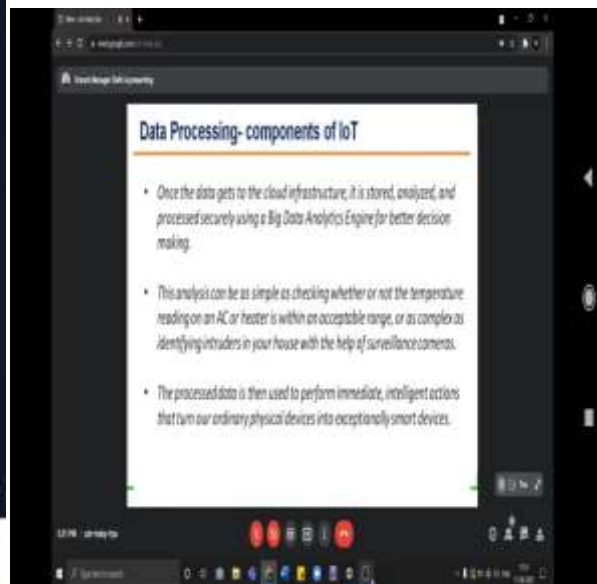 Data Processing- components of IoT
• Once the data gets to the cloud infrastructure, it is stored, analyzed, and
processed securely using a Big Data Analytics Engine for better decision
making.
• This analysis can be as simple as checking whether or not the temperature
reading on an AC or heater is within an acceptable range, or as complex as
identifying intruders in your house with the help of surveillance cameras.
• The processed data is then used to perform immediate, intelligent actions
that turn our ordinary physical devices into exceptionally smart devices.